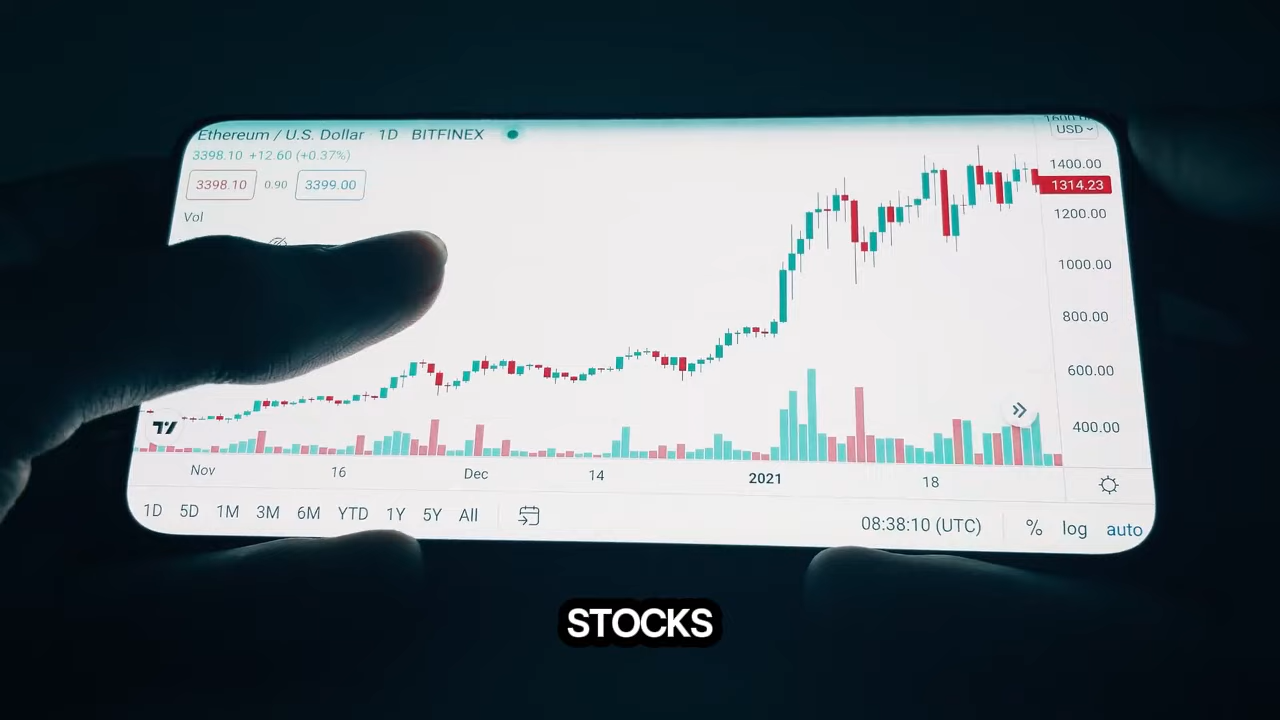 Ethereum / U.S. Dollar 1D BITFINEX
3398.10 +12.60 (+0.37%)
3398.10 0.90 3399.00
Vol
USD
1400.00
1314.23
1200.00
1000.00
800.00
600.00
400.00
Nov 16 Dec 14 2021 18
1D 5D 1M 3M 6M YTD 1Y 5Y All
08:38:10 (UTC) % log auto
STOCKS